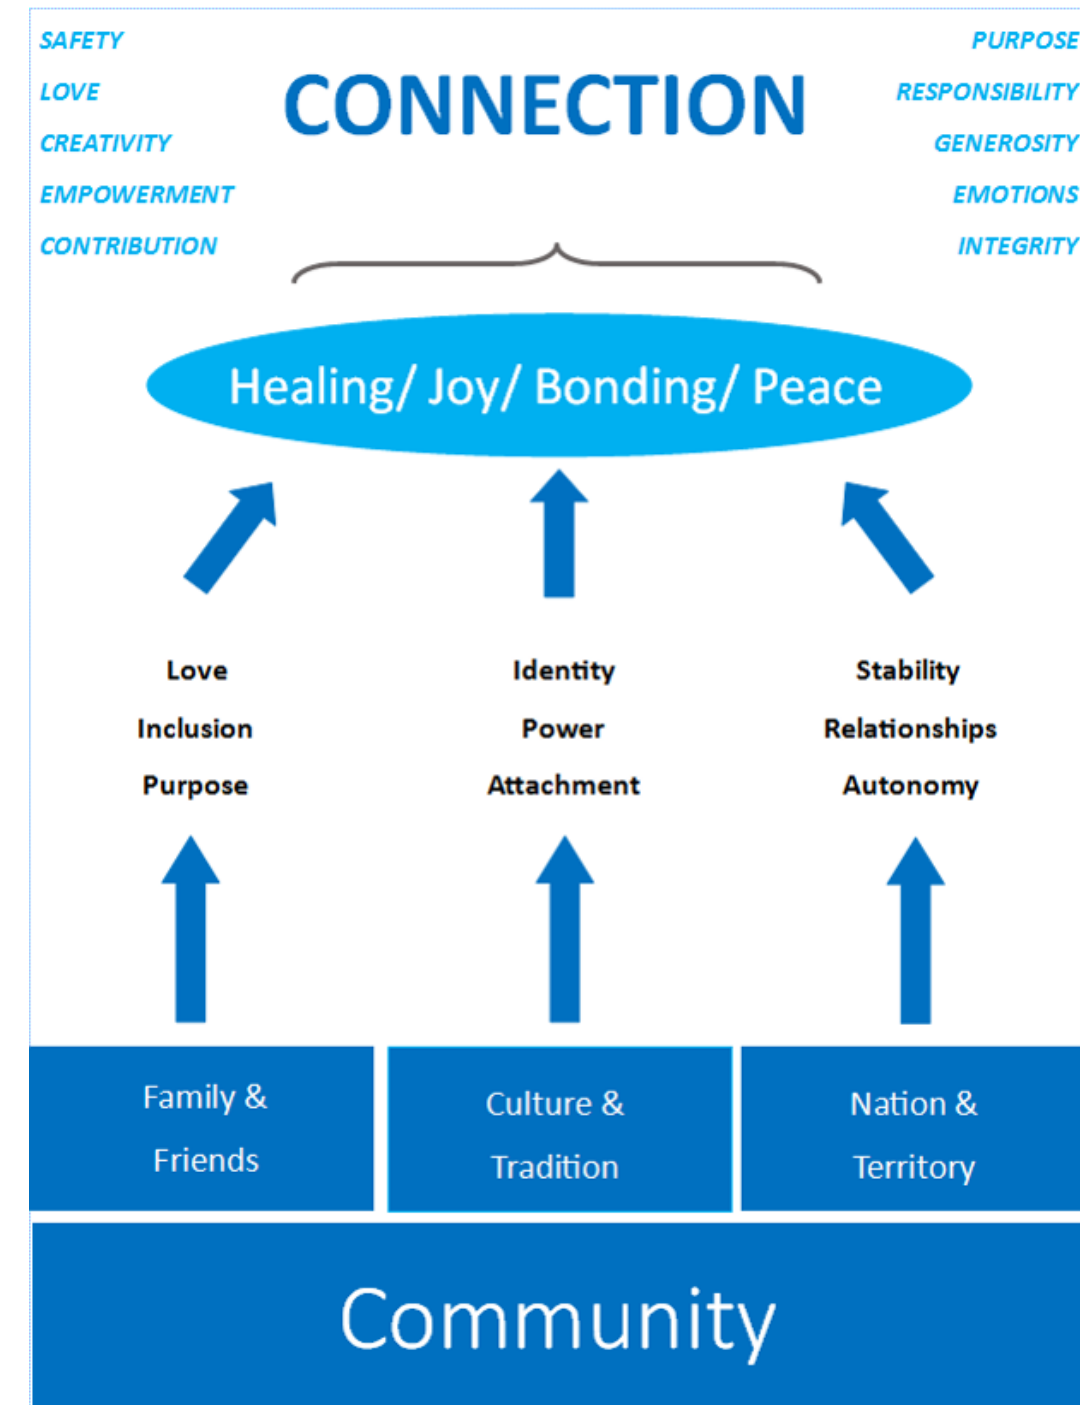 SAFETY
LOVE
CREATIVITY
EMPOWERMENT
CONTRIBUTION
CONNECTION
PURPOSE
RESPONSIBILITY
GENEROSITY
EMOTIONS
INTEGRITY
Healing/ Joy/ Bonding/ Peace
Love
Inclusion
Purpose
Identity
Power
Attachment
Stability
Relationships
Autonomy
Family &
Friends
Culture &
Tradition
Nation &
Territory
Community